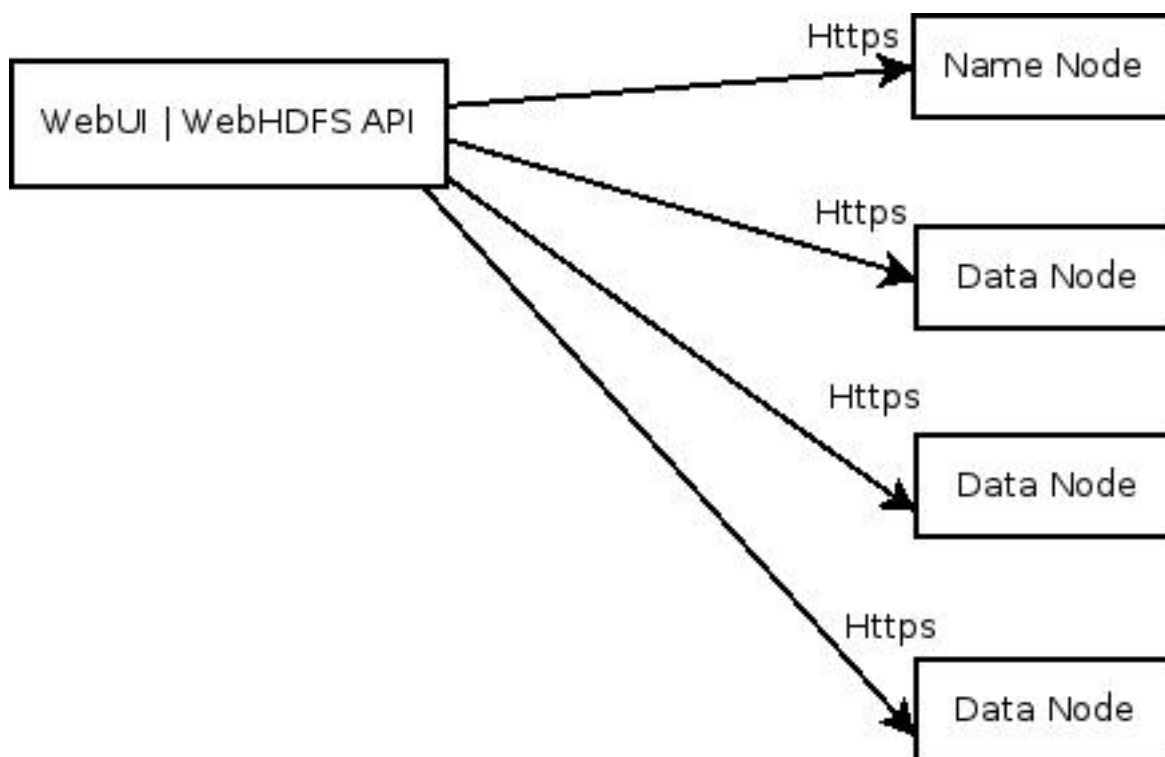 Https
Name Node
WebUI | WebHDFS API
Https
Data Node
Https
Data Node
Https
Data Node